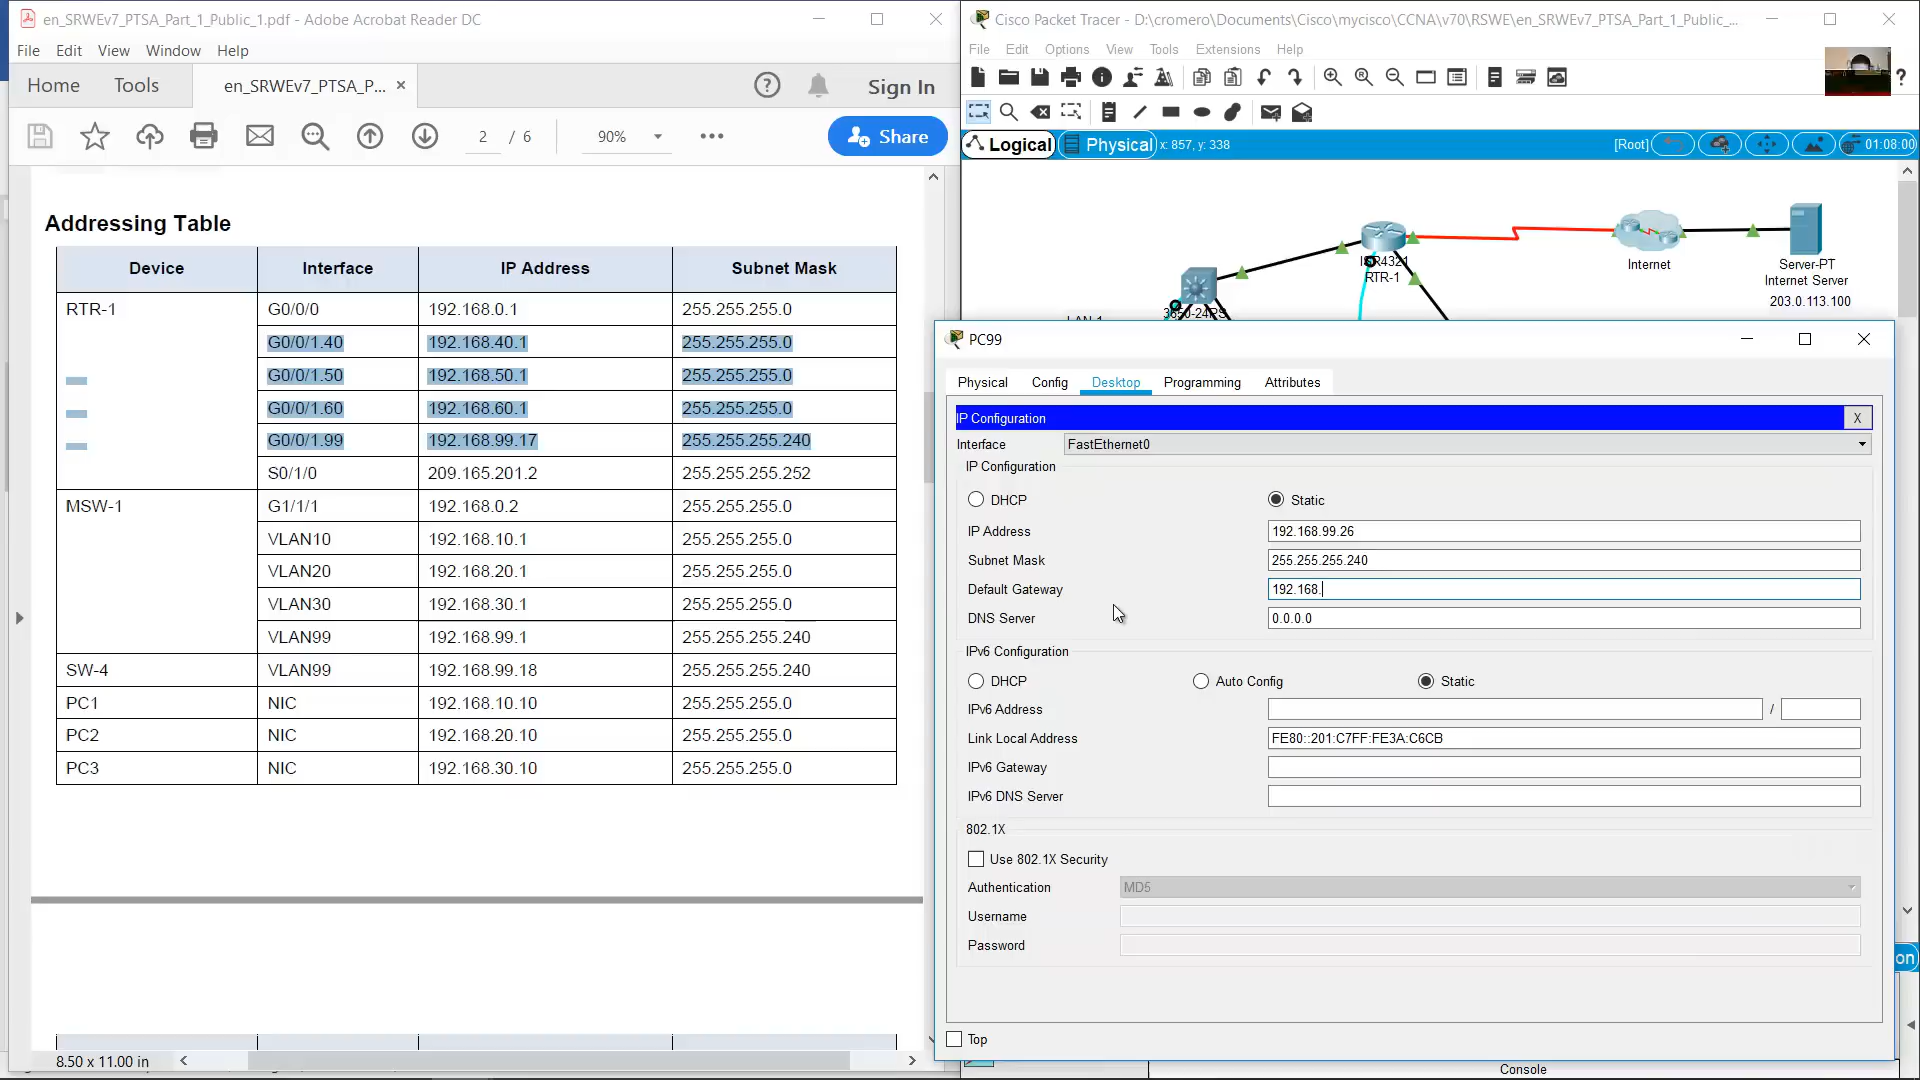 en_SRWEv7_PTSA_Part_1_Public_1.pdf - Adobe Acrobat Reader DC
File Edit View Window Help
Home Tools en_SRWEv7_PTSA_P... × Sign In
2 / 6 90% Share
Addressing Table
Device Interface IP Address Subnet Mask
RTR-1 G0/0/0 192.168.0.1 255.255.255.0
G0/0/1.40 192.168.40.1 255.255.255.0
G0/0/1.50 192.168.50.1 255.255.255.0
G0/0/1.60 192.168.60.1 255.255.255.0
G0/0/1.99 192.168.99.17 255.255.255.240
S0/1/0 209.165.201.2 255.255.255.252
MSW-1 G1/1/1 192.168.0.2 255.255.255.0
VLAN10 192.168.10.1 255.255.255.0
VLAN20 192.168.20.1 255.255.255.0
VLAN30 192.168.30.1 255.255.255.0
VLAN99 192.168.99.1 255.255.255.240
SW-4 VLAN99 192.168.99.18 255.255.255.240
PC1 NIC 192.168.10.10 255.255.255.0
PC2 NIC 192.168.20.10 255.255.255.0
PC3 NIC 192.168.30.10 255.255.255.0
8.50 x 11.00 in
Cisco Packet Tracer - D:\cromero\Documents\Cisco\mycisco\CCNA\v70\RSWE\en_SRWEv7_PTSA_Part_1_Public_...
File Edit Options View Tools Extensions Help
Logical Physical x: 857, y: 338 [Root] 01:08:00
ISR4321
RTR-1
Internet
Server-PT
Internet Server
203.0.113.100
3650-24PS
LAN-1
PC99
Physical Config Desktop Programming Attributes
IP Configuration X
Interface FastEthernet0
IP Configuration
DHCP Static
IP Address 192.168.99.26
Subnet Mask 255.255.255.240
Default Gateway 192.168.
DNS Server 0.0.0.0
IPv6 Configuration
DHCP Auto Config Static
IPv6 Address /
Link Local Address FE80::201:C7FF:FE3A:C6CB
IPv6 Gateway
IPv6 DNS Server
802.1X
Use 802.1X Security
Authentication MD5
Username
Password
Top
on
Console